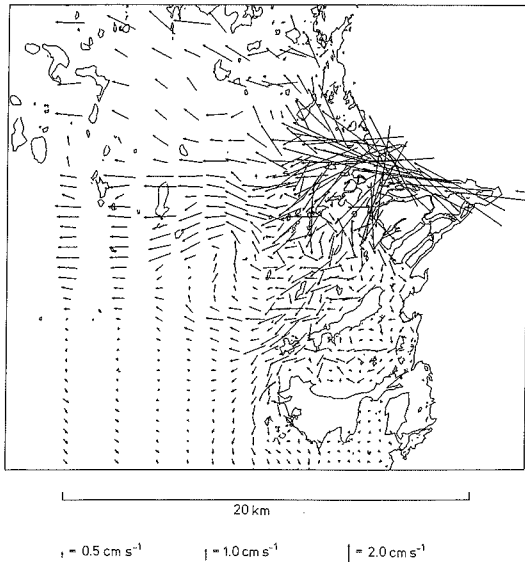 20 km
= 0.5 cm s⁻¹ = 1.0 cm s⁻¹ = 2.0 cm s⁻¹